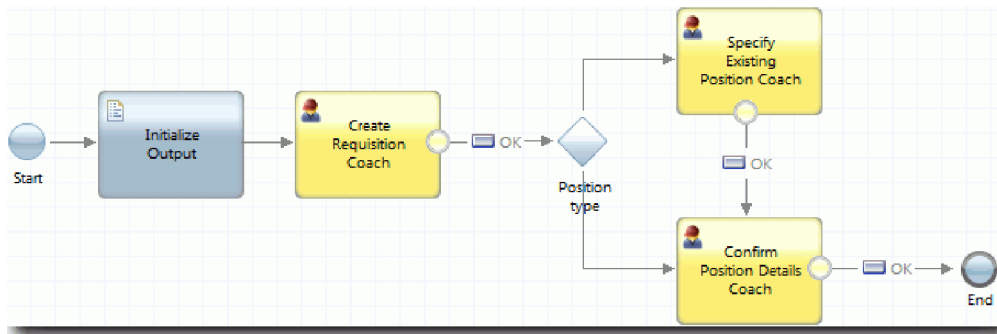 Start
Initialize
Output
Create
Requisition
Coach
OK
Position
type
Specify
Existing
Position Coach
OK
Confirm
Position Details
Coach
OK
End